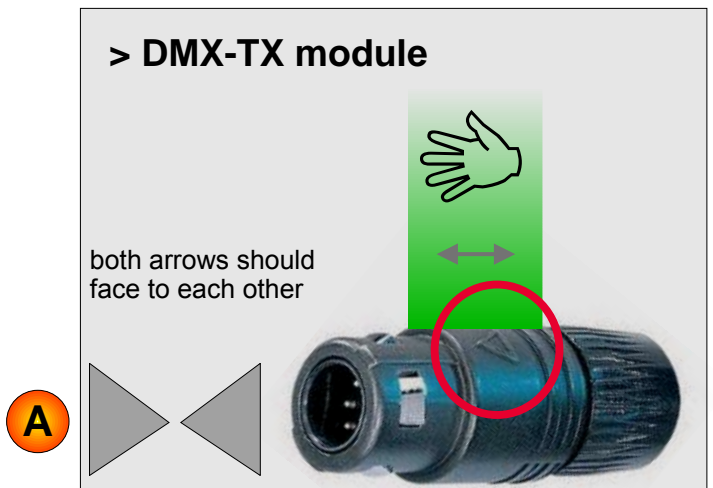 > DMX-TX module
both arrows should
face to each other
A